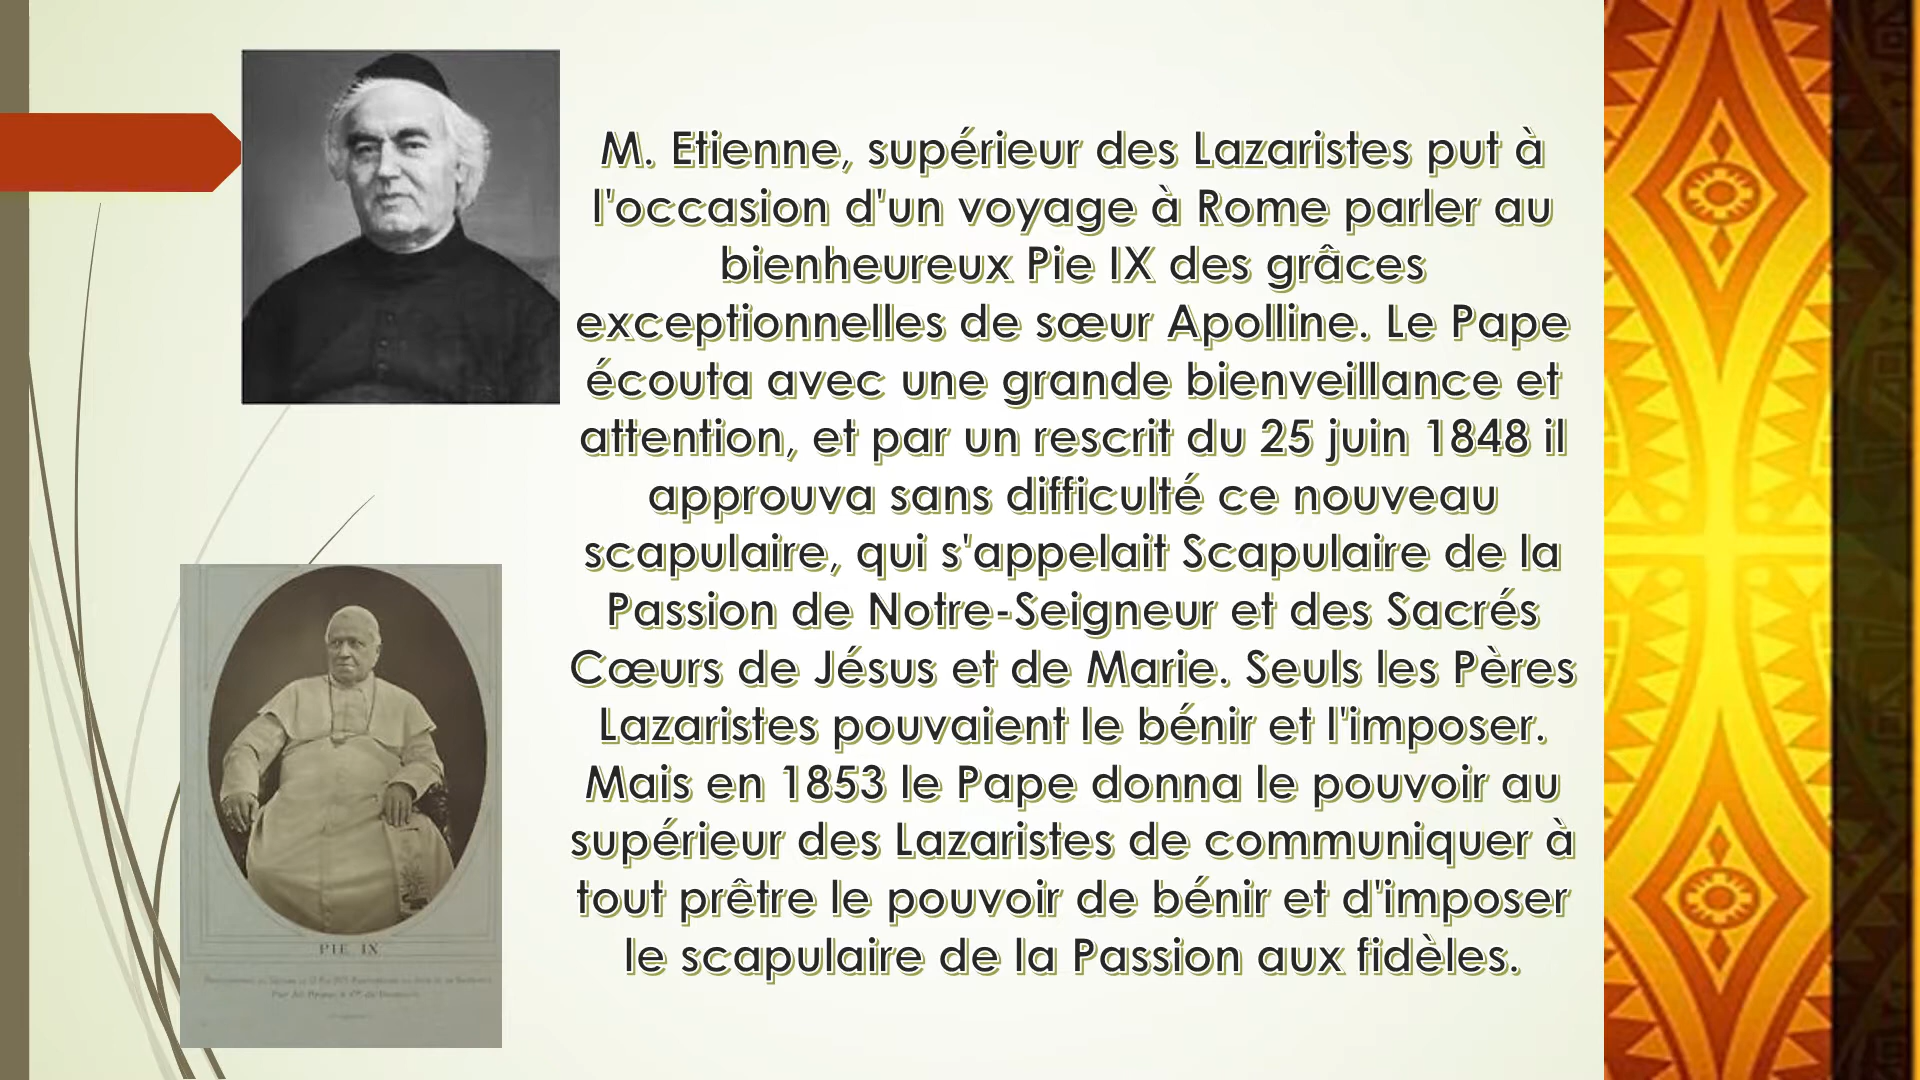 M. Etienne, supérieur des Lazaristes put à
l'occasion d'un voyage à Rome parler au
bienheureux Pie IX des grâces
exceptionnelles de sœur Apolline. Le Pape
écouta avec une grande bienveillance et
attention, et par un rescrit du 25 juin 1848 il
approuva sans difficulté ce nouveau
scapulaire, qui s'appelait Scapulaire de la
Passion de Notre-Seigneur et des Sacrés
Cœurs de Jésus et de Marie. Seuls les Pères
Lazaristes pouvaient le bénir et l'imposer.
Mais en 1853 le Pape donna le pouvoir au
supérieur des Lazaristes de communiquer à
tout prêtre le pouvoir de bénir et d'imposer
le scapulaire de la Passion aux fidèles.
PIE IX